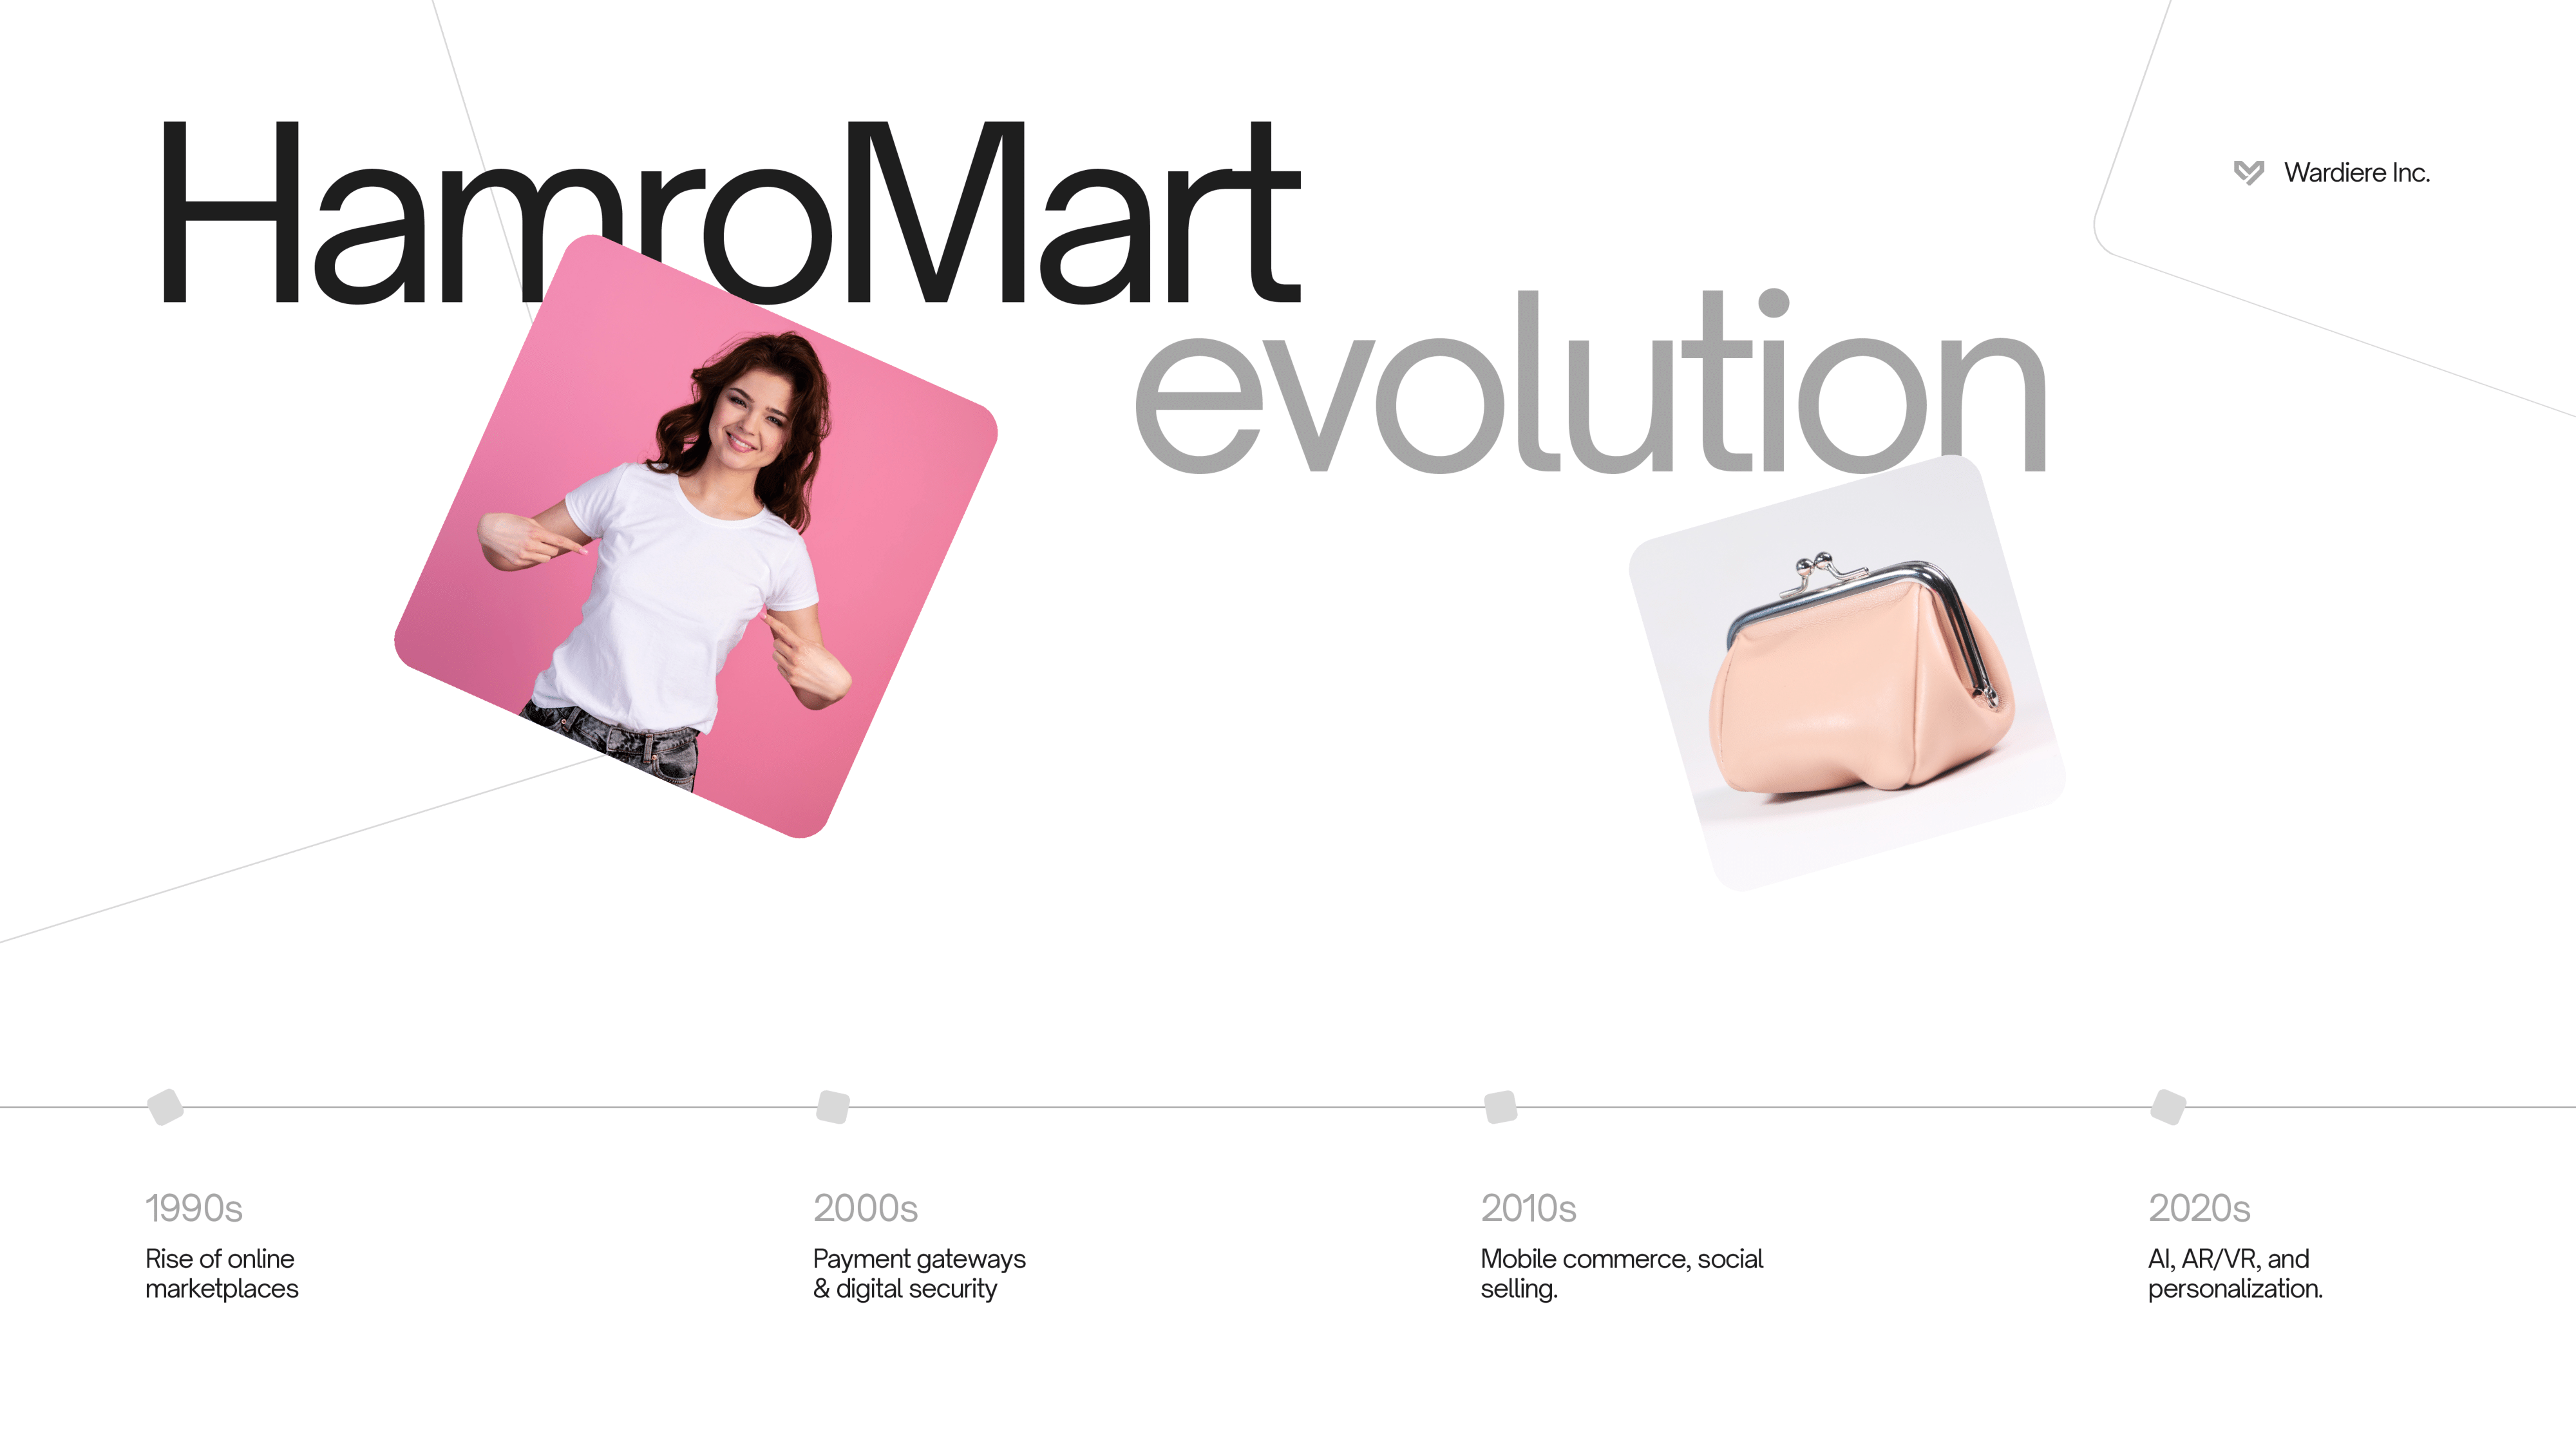 HamroMart
evolution
Wardiere Inc.
1990s
Rise of online
marketplaces
2000s
Payment gateways
& digital security
2010s
Mobile commerce, social
selling.
2020s
AI, AR/VR, and
personalization.